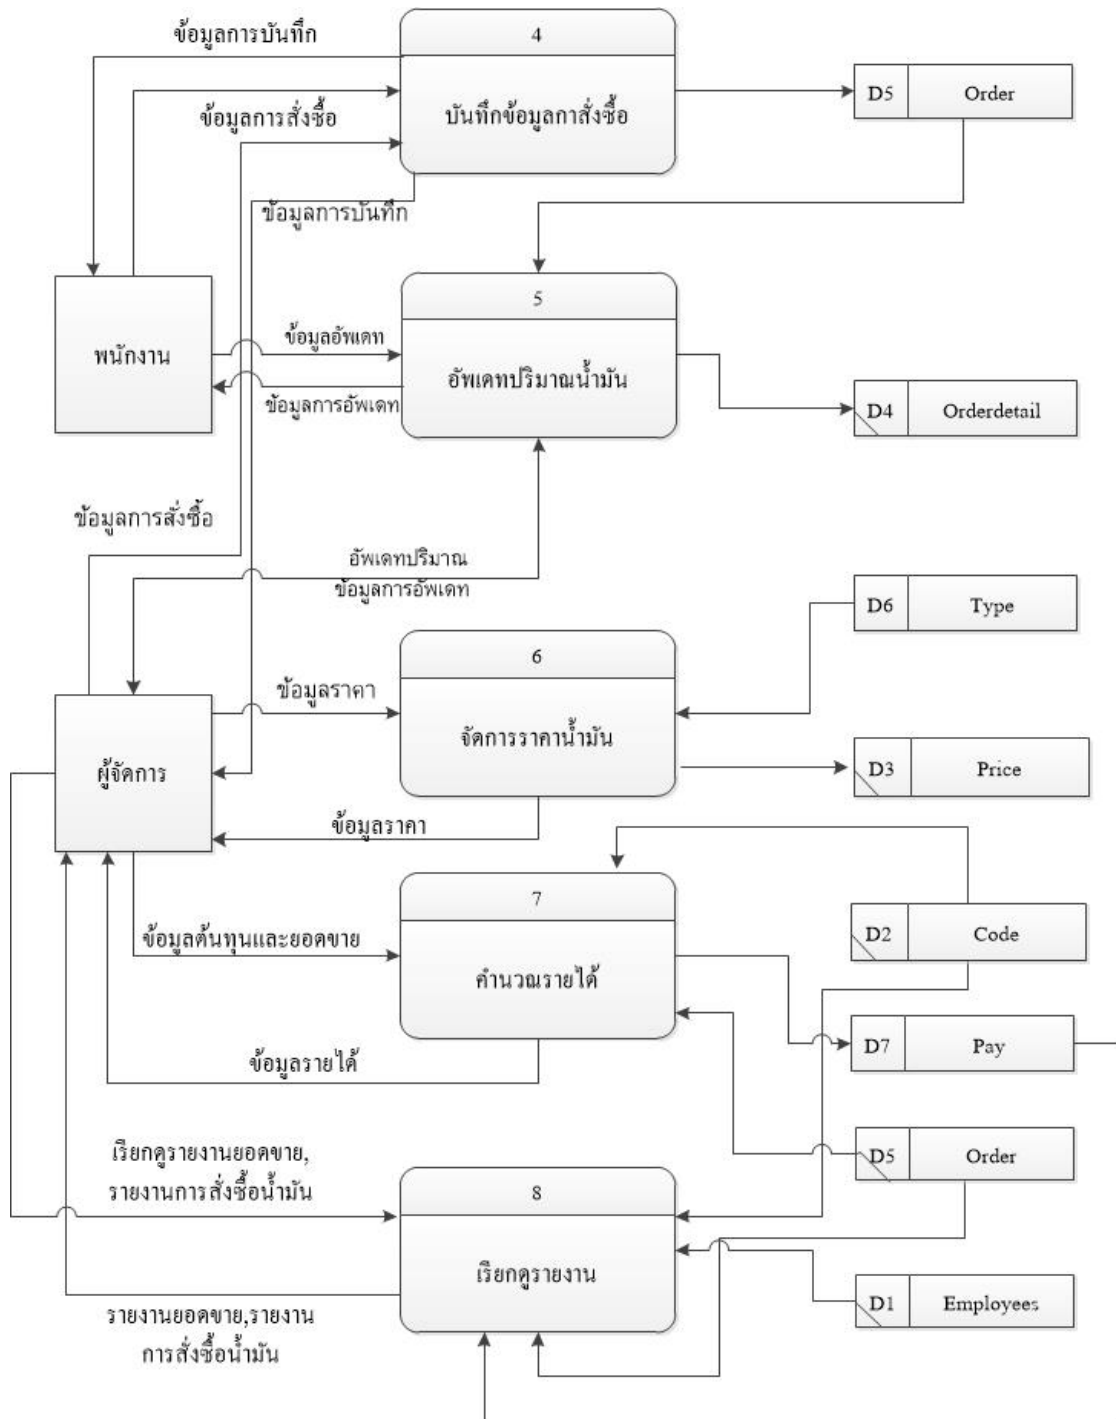 ข้อมูลการบันทึก
4
บันทึกข้อมูลกาสั่งซื้อ
D5 Order
ข้อมูลการสั่งซื้อ
ข้อมูลการบันทึก
พนักงาน
5
อัพเดทปริมาณน้ำมัน
ข้อมูลอัพเดท
ข้อมูลการอัพเดท
D4 Orderdetail
ข้อมูลการสั่งซื้อ
อัพเดทปริมาณ
ข้อมูลการอัพเดท
D6 Type
6
จัดการราคาน้ำมัน
ข้อมูลราคา
ผู้จัดการ
D3 Price
ข้อมูลราคา
7
คำนวณรายได้
D2 Code
ข้อมูลต้นทุนและยอดขาย
D7 Pay
ข้อมูลรายได้
เรียกดูรายงานยอดขาย,
รายงานการสั่งซื้อน้ำมัน
D5 Order
8
เรียกดูรายงาน
D1 Employees
รายงานยอดขาย,รายงาน
การสั่งซื้อน้ำมัน